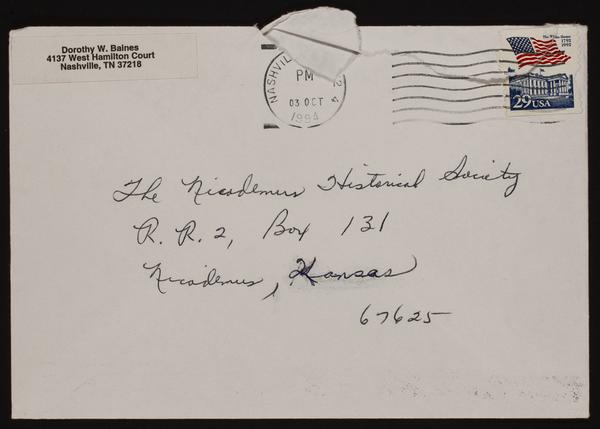 Dorothy W. Baines
4137 West Hamilton Court
Nashville, TN 37218
NASHVIL
PM
03 OCT
1994
The White House
1792 1992
29 USA
The Nicodemus Historical Society
R. R. 2, Box 131
Nicodemus, Kansas
67625